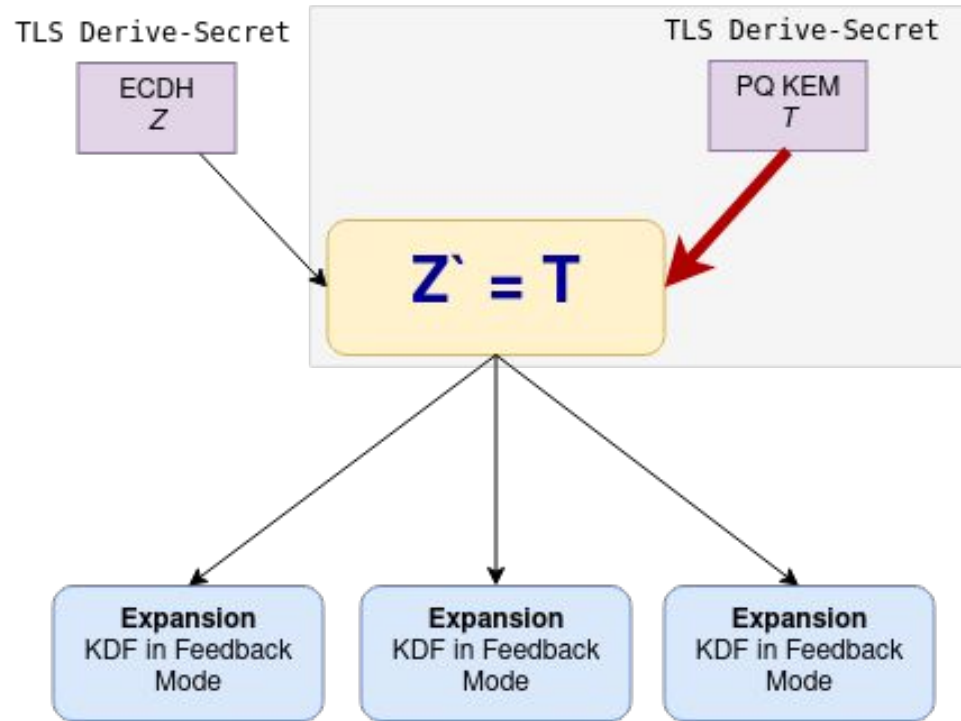 TLS Derive-Secret
ECDH
Z
TLS Derive-Secret
PQ KEM
T
Z` = T
Expansion
KDF in Feedback
Mode
Expansion
KDF in Feedback
Mode
Expansion
KDF in Feedback
Mode